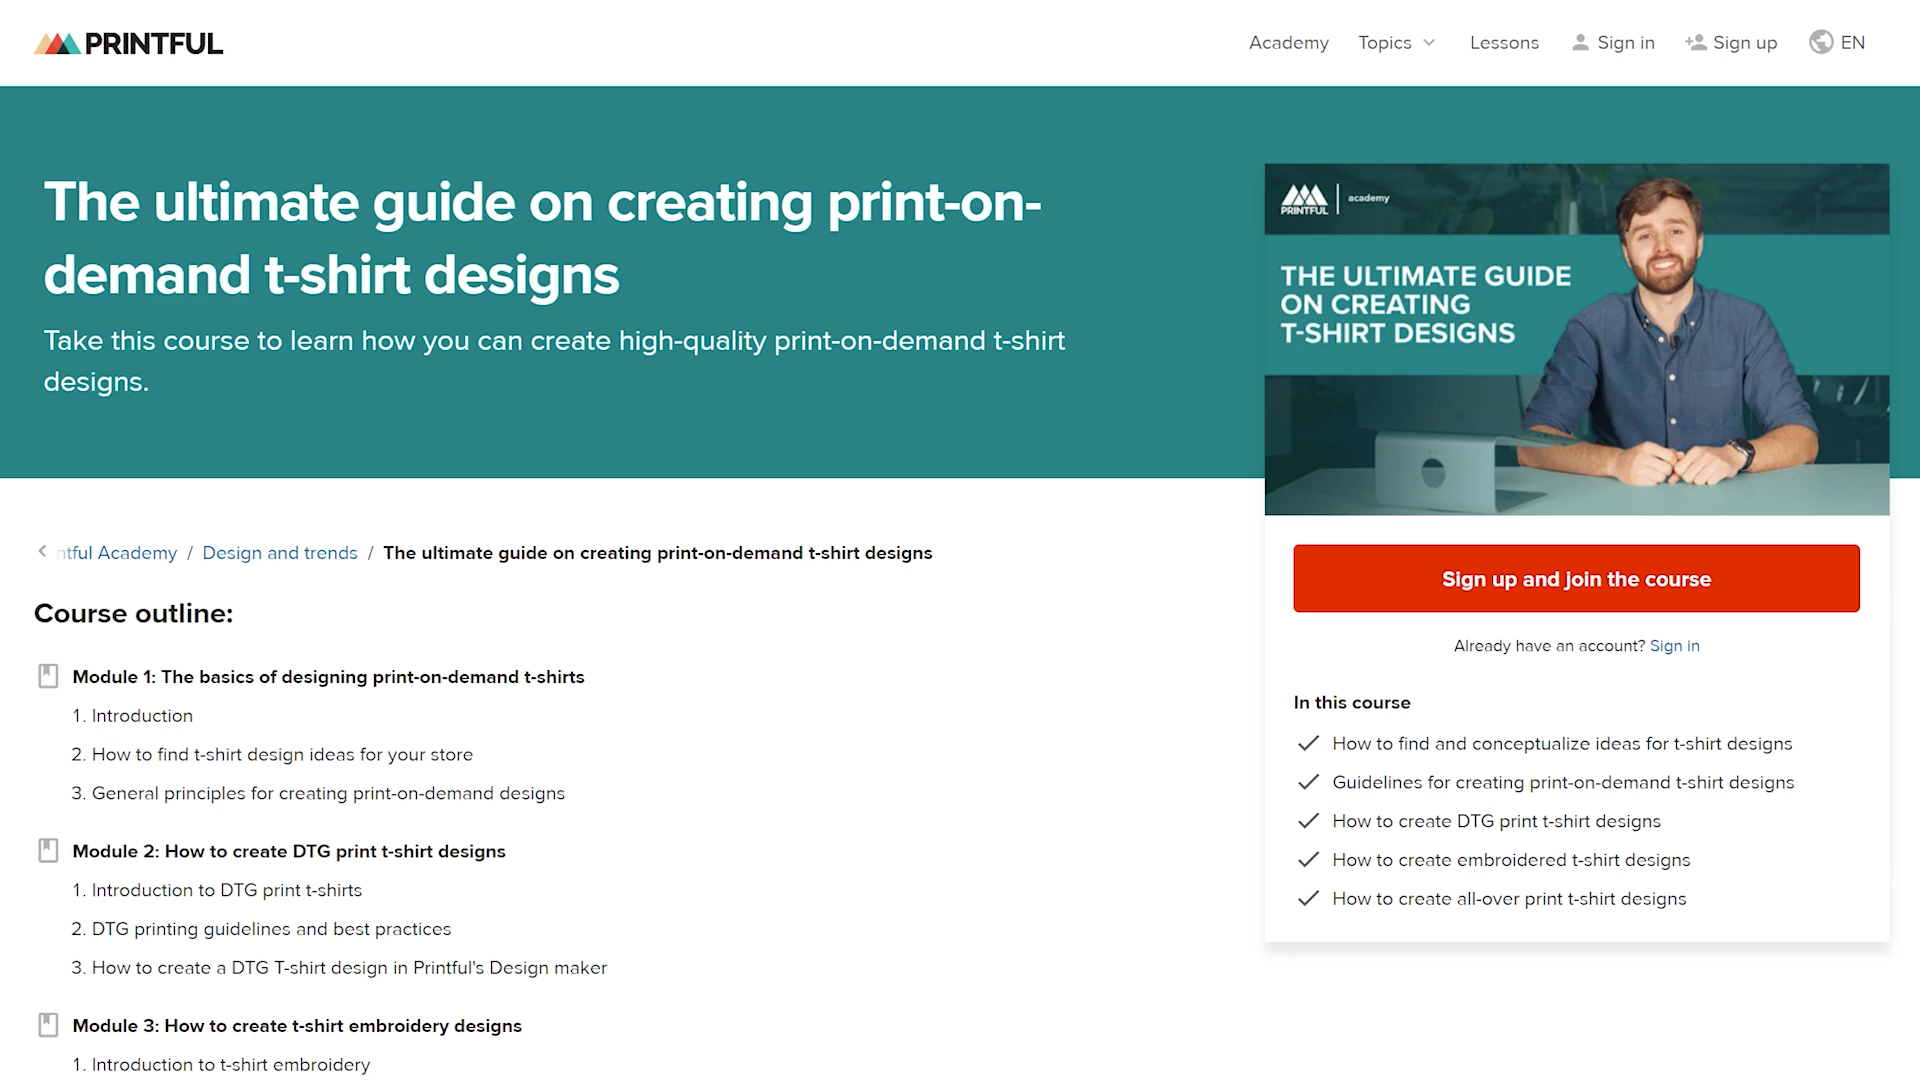 PRINTFUL
Academy
Topics
Lessons
Sign in
Sign up
EN
The ultimate guide on creating print-on-
demand t-shirt designs
Take this course to learn how you can create high-quality print-on-demand t-shirt
designs.
PRINTFUL
academy
THE ULTIMATE GUIDE
ON CREATING
T-SHIRT DESIGNS
ntful Academy / Design and trends / The ultimate guide on creating print-on-demand t-shirt designs
Course outline:
Module 1: The basics of designing print-on-demand t-shirts
1. Introduction
2. How to find t-shirt design ideas for your store
3. General principles for creating print-on-demand designs
Module 2: How to create DTG print t-shirt designs
1. Introduction to DTG print t-shirts
2. DTG printing guidelines and best practices
3. How to create a DTG T-shirt design in Printful's Design maker
Module 3: How to create t-shirt embroidery designs
1. Introduction to t-shirt embroidery
Sign up and join the course
Already have an account? Sign in
In this course
How to find and conceptualize ideas for t-shirt designs
Guidelines for creating print-on-demand t-shirt designs
How to create DTG print t-shirt designs
How to create embroidered t-shirt designs
How to create all-over print t-shirt designs